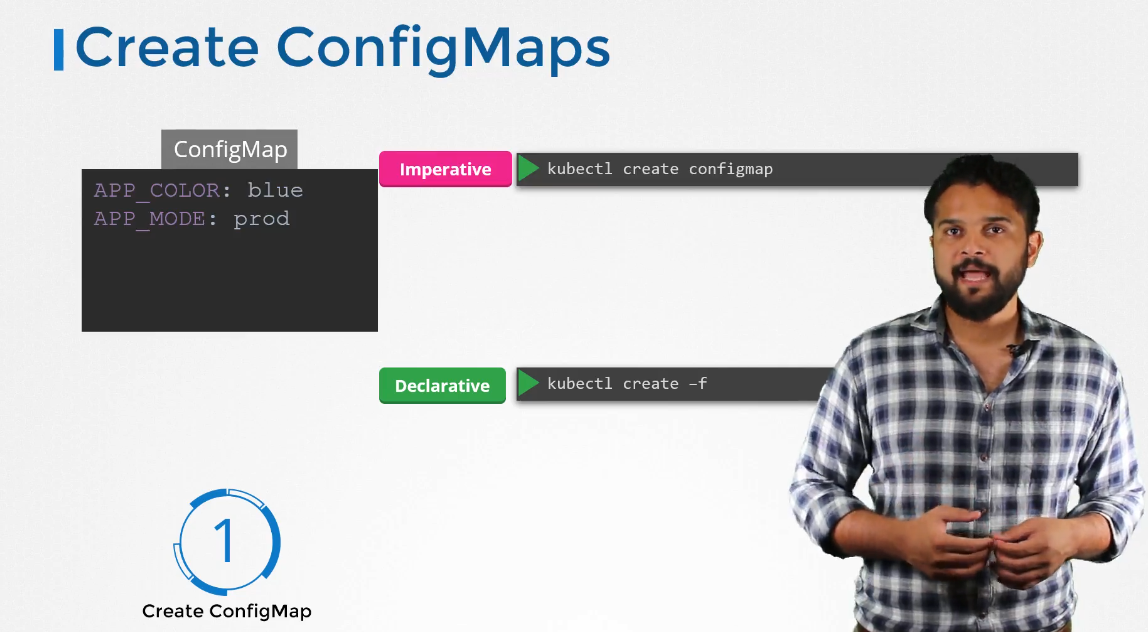 Create ConfigMaps
ConfigMap
APP_COLOR: blue
APP_MODE: prod
Imperative
kubectl create configmap
Declarative
kubectl create –f
1
Create ConfigMap